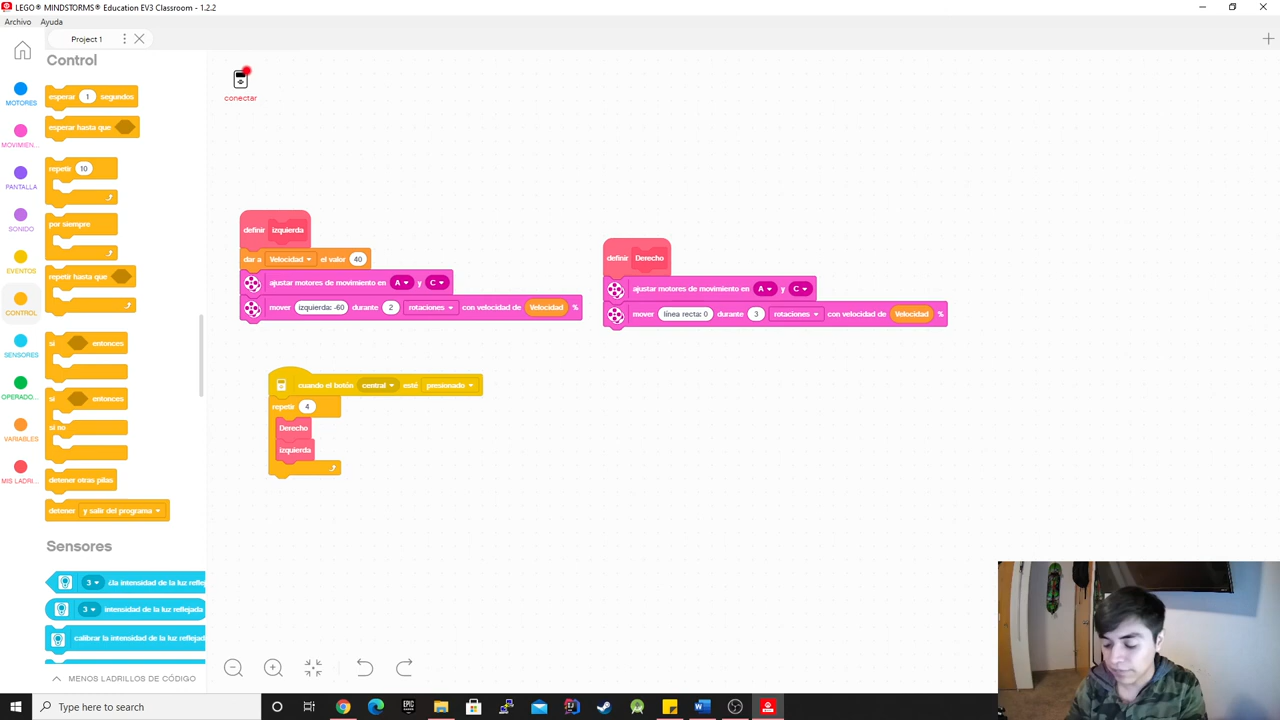 LEGO® MINDSTORMS® Education EV3 Classroom - 1.2.2
Archivo Ayuda
Project 1
Control
conectar
MOTORES
MOVIMIEN...
PANTALLA
SONIDO
EVENTOS
CONTROL
SENSORES
OPERADO...
VARIABLES
MIS LADRI...
esperar 1 segundos
esperar hasta que
repetir 10
por siempre
repetir hasta que
si entonces
si entonces
si no
detener otras pilas
detener y salir del programa
Sensores
3 ¿la intensidad de la luz reflej
3 intensidad de la luz reflejada
calibrar la intensidad de la luz reflejad
MENOS LADRILLOS DE CÓDIGO
definir izquierda
dar a Velocidad el valor 40
ajustar motores de movimiento en A y C
mover izquierda: -60 durante 2 rotaciones con velocidad de Velocidad %
definir Derecho
ajustar motores de movimiento en A y C
mover línea recta: 0 durante 3 rotaciones con velocidad de Velocidad %
cuando el botón central esté presionado
repetir 4
Derecho
izquierda
Type here to search